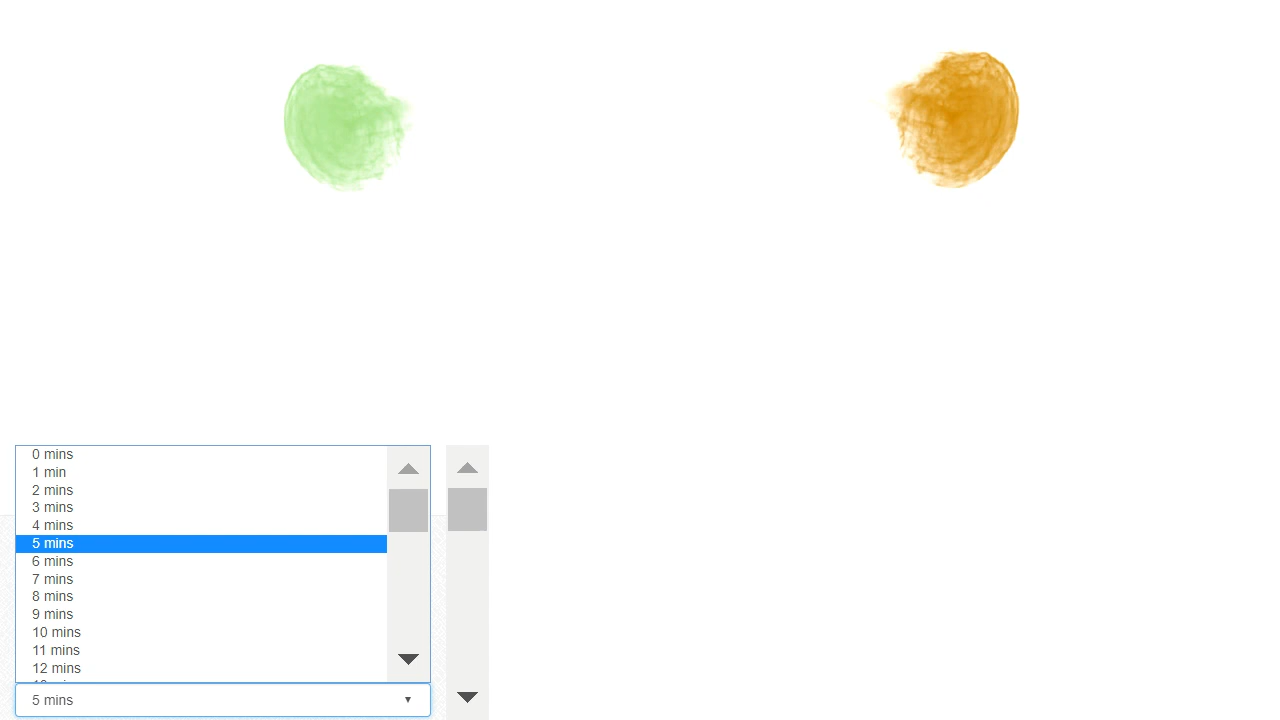 0 mins
1 min
2 mins
3 mins
4 mins
5 mins
6 mins
7 mins
8 mins
9 mins
10 mins
11 mins
12 mins
5 mins